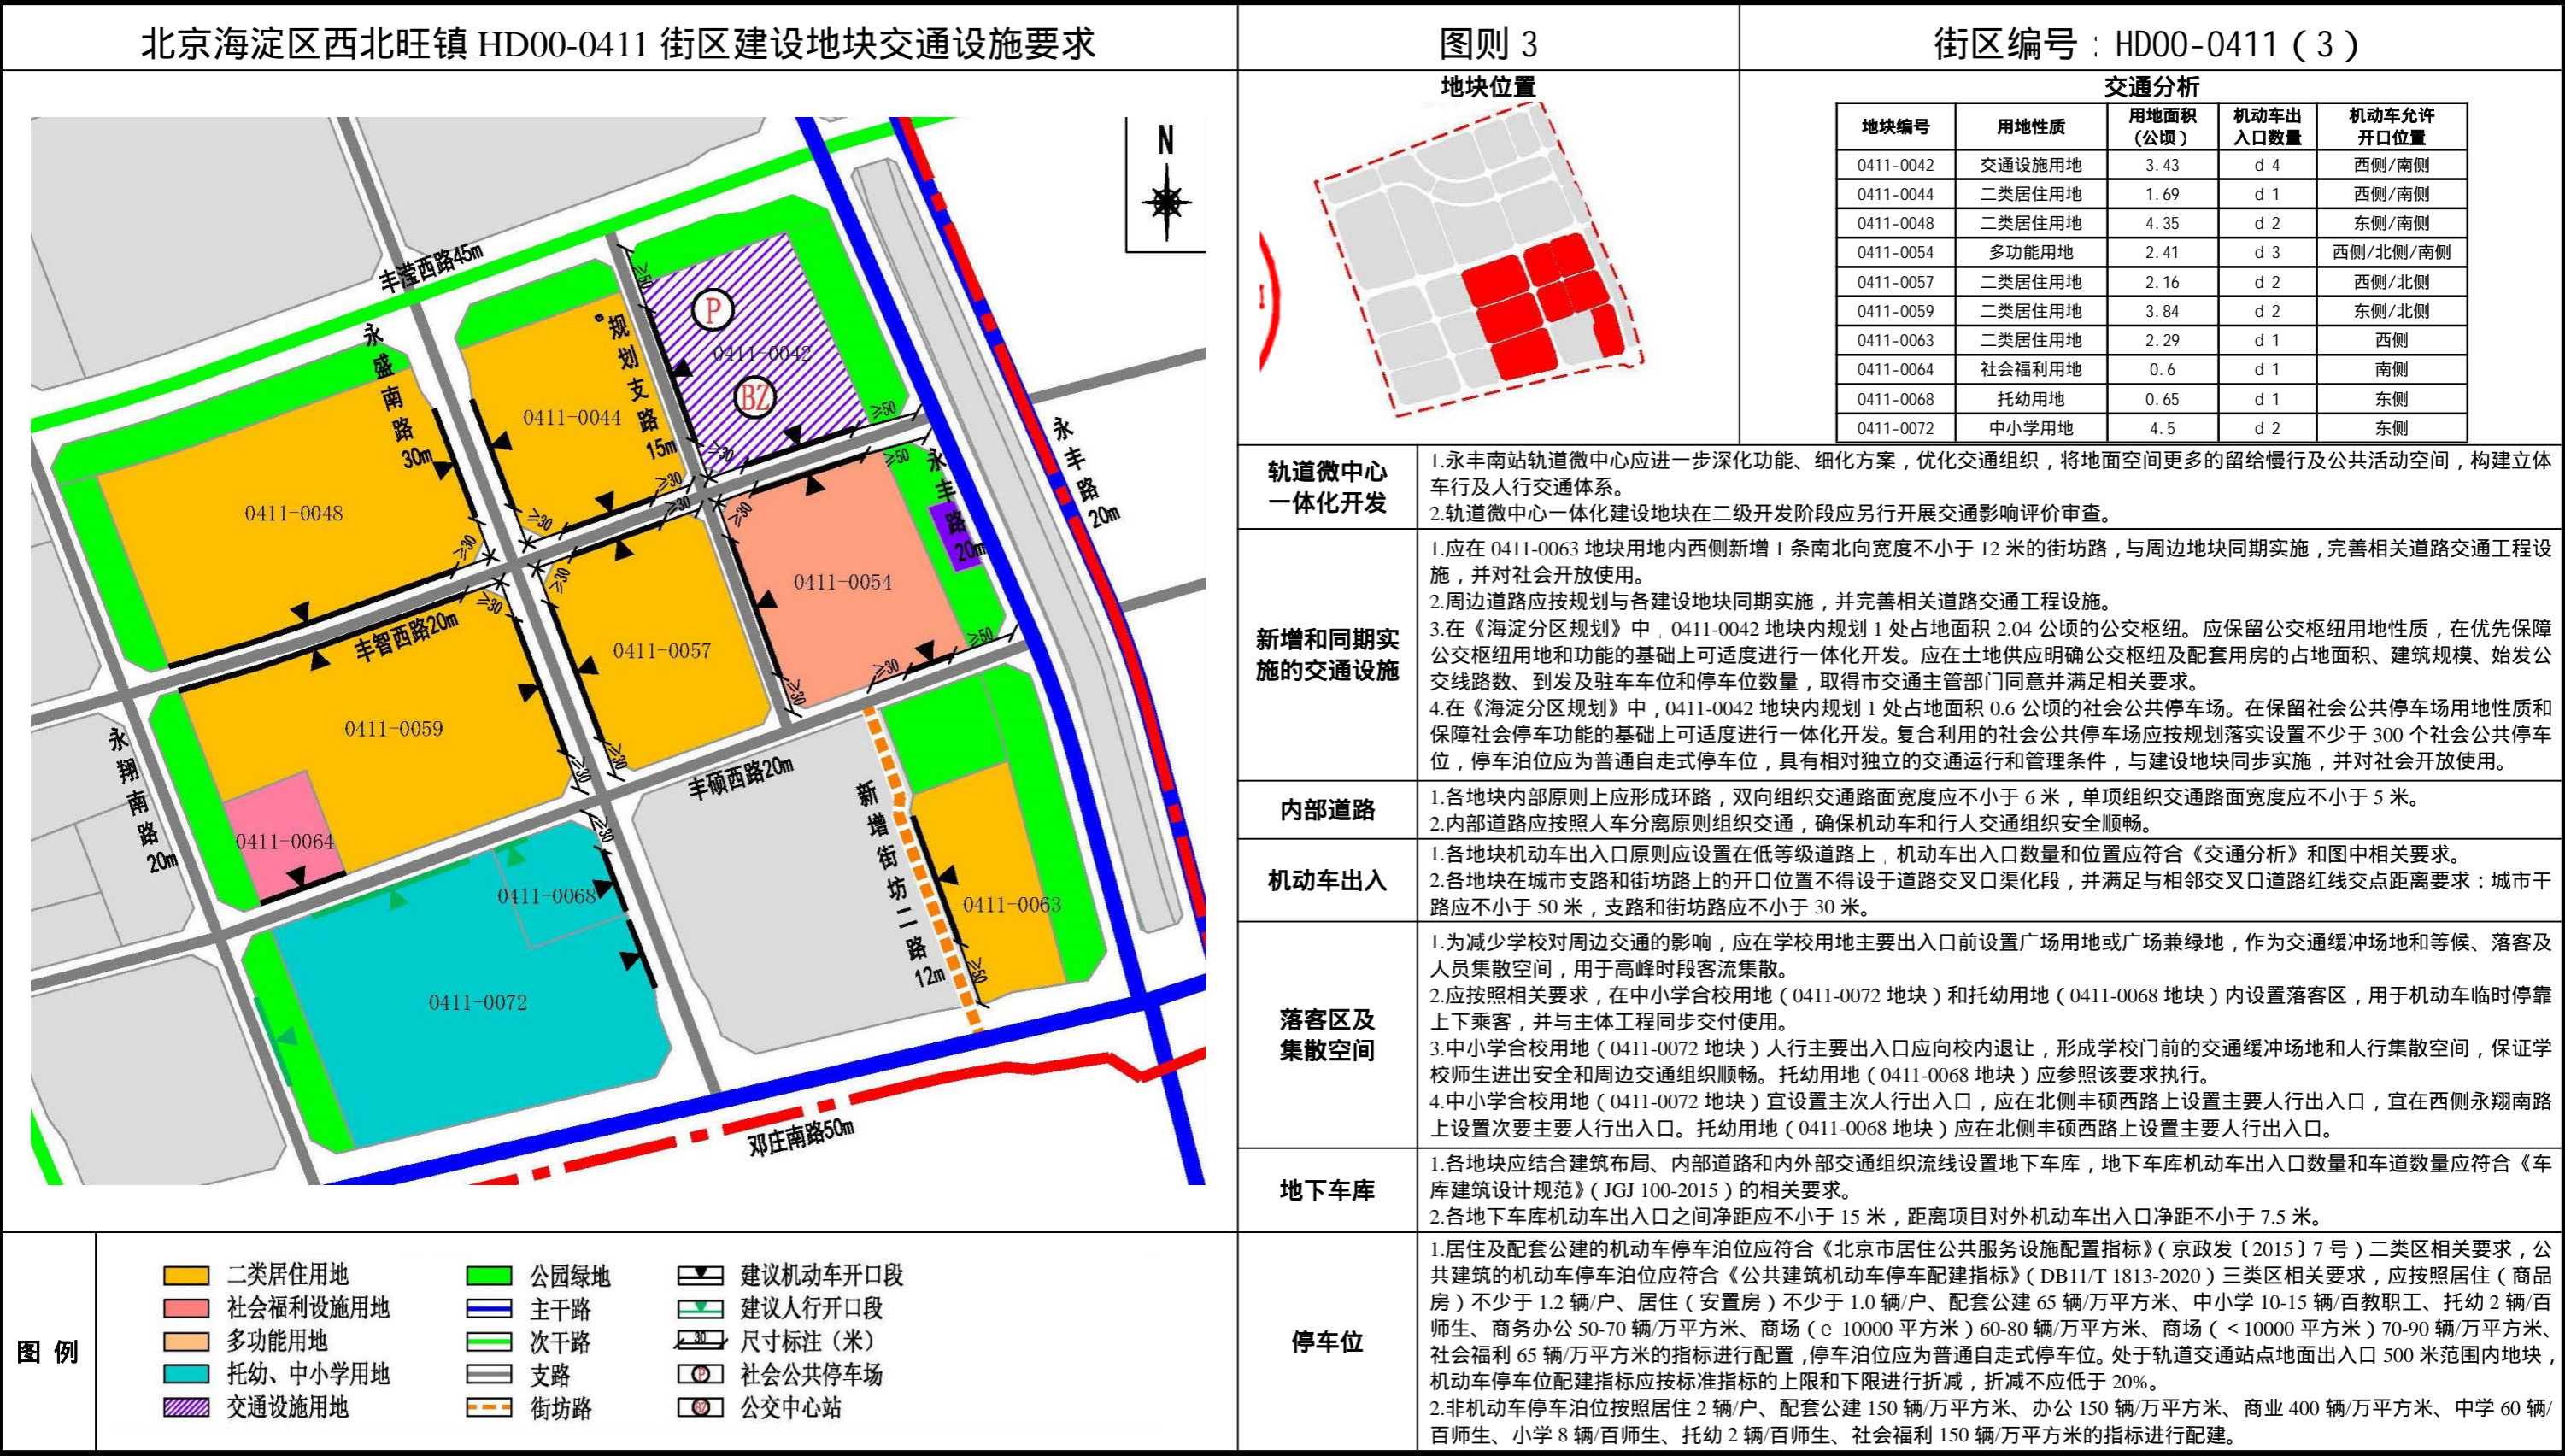 北京海淀区西北旺镇 HD00-0411 街区建设地块交通设施要求
图则 3
街区编号：HD00-0411（3）
N
丰滢西路45m
永盛南路30m
规划支路15m
永丰路20m
永丰路20m
丰智西路20m
丰硕西路20m
永翔南路20m
新增街坊二路12m
邓庄南路50m
P
BZ
0411-0042
0411-0044
0411-0048
0411-0054
0411-0057
0411-0059
0411-0064
0411-0068
0411-0063
0411-0072
≥50
≥50
≥30
≥30
≥30
≥50
≥30
≥30
≥30
≥30
≥30
≥30
≥50
≥30
≥30
≥30
≥30
≥30
≥50
图 例
二类居住用地
社会福利设施用地
多功能用地
托幼、中小学用地
交通设施用地
公园绿地
主干路
次干路
支路
街坊路
建议机动车开口段
建议人行开口段
30 尺寸标注（米）
P 社会公共停车场
BZ 公交中心站
地块位置
交通分析
地块编号 用地性质 用地面积（公顷） 机动车出入口数量 机动车允许开口位置
0411-0042 交通设施用地 3.43 d 4 西侧/南侧
0411-0044 二类居住用地 1.69 d 1 西侧/南侧
0411-0048 二类居住用地 4.35 d 2 东侧/南侧
0411-0054 多功能用地 2.41 d 3 西侧/北侧/南侧
0411-0057 二类居住用地 2.16 d 2 西侧/北侧
0411-0059 二类居住用地 3.84 d 2 东侧/北侧
0411-0063 二类居住用地 2.29 d 1 西侧
0411-0064 社会福利用地 0.6 d 1 南侧
0411-0068 托幼用地 0.65 d 1 东侧
0411-0072 中小学用地 4.5 d 2 东侧
轨道微中心
一体化开发
1.永丰南站轨道微中心应进一步深化功能、细化方案，优化交通组织，将地面空间更多的留给慢行及公共活动空间，构建立体
车行及人行交通体系。
2.轨道微中心一体化建设地块在二级开发阶段应另行开展交通影响评价审查。
新增和同期实
施的交通设施
1.应在 0411-0063 地块用地内西侧新增 1 条南北向宽度不小于 12 米的街坊路，与周边地块同期实施，完善相关道路交通工程设
施，并对社会开放使用。
2.周边道路应按规划与各建设地块同期实施，并完善相关道路交通工程设施。
3.在《海淀分区规划》中，0411-0042 地块内规划 1 处占地面积 2.04 公顷的公交枢纽。应保留公交枢纽用地性质，在优先保障
公交枢纽用地和功能的基础上可适度进行一体化开发。应在土地供应明确公交枢纽及配套用房的占地面积、建筑规模、始发公
交线路数、到发及驻车车位和停车位数量，取得市交通主管部门同意并满足相关要求。
4.在《海淀分区规划》中，0411-0042 地块内规划 1 处占地面积 0.6 公顷的社会公共停车场。在保留社会公共停车场用地性质和
保障社会停车功能的基础上可适度进行一体化开发。复合利用的社会公共停车场应按规划落实设置不少于 300 个社会公共停车
位，停车泊位应为普通自走式停车位，具有相对独立的交通运行和管理条件，与建设地块同步实施，并对社会开放使用。
内部道路
1.各地块内部原则上应形成环路，双向组织交通路面宽度应不小于 6 米，单项组织交通路面宽度应不小于 5 米。
2.内部道路应按照人车分离原则组织交通，确保机动车和行人交通组织安全顺畅。
机动车出入
1.各地块机动车出入口原则应设置在低等级道路上，机动车出入口数量和位置应符合《交通分析》和图中相关要求。
2.各地块在城市支路和街坊路上的开口位置不得设于道路交叉口渠化段，并满足与相邻交叉口道路红线交点距离要求：城市干
路应不小于 50 米，支路和街坊路应不小于 30 米。
落客区及
集散空间
1.为减少学校对周边交通的影响，应在学校用地主要出入口前设置广场用地或广场兼绿地，作为交通缓冲场地和等候、落客及
人员集散空间，用于高峰时段客流集散。
2.应按照相关要求，在中小学合校用地（0411-0072 地块）和托幼用地（0411-0068 地块）内设置落客区，用于机动车临时停靠
上下乘客，并与主体工程同步交付使用。
3.中小学合校用地（0411-0072 地块）人行主要出入口应向校内退让，形成学校门前的交通缓冲场地和人行集散空间，保证学
校师生进出安全和周边交通组织顺畅。托幼用地（0411-0068 地块）应参照该要求执行。
4.中小学合校用地（0411-0072 地块）宜设置主次人行出入口，应在北侧丰硕西路上设置主要人行出入口，宜在西侧永翔南路
上设置次要主要人行出入口。托幼用地（0411-0068 地块）应在北侧丰硕西路上设置主要人行出入口。
地下车库
1.各地块应结合建筑布局、内部道路和内外部交通组织流线设置地下车库，地下车库机动车出入口数量和车道数量应符合《车
库建筑设计规范》（JGJ 100-2015）的相关要求。
2.各地下车库机动车出入口之间净距应不小于 15 米，距离项目对外机动车出入口净距不小于 7.5 米。
停车位
1.居住及配套公建的机动车停车泊位应符合《北京市居住公共服务设施配置指标》（京政发〔2015〕7 号）二类区相关要求，公
共建筑的机动车停车泊位应符合《公共建筑机动车停车配建指标》（DB11/T 1813-2020）三类区相关要求，应按照居住（商品
房）不少于 1.2 辆/户、居住（安置房）不少于 1.0 辆/户、配套公建 65 辆/万平方米、中小学 10-15 辆/百教职工、托幼 2 辆/百
师生、商务办公 50-70 辆/万平方米、商场（e 10000 平方米）60-80 辆/万平方米、商场（＜10000 平方米）70-90 辆/万平方米、
社会福利 65 辆/万平方米的指标进行配置，停车泊位应为普通自走式停车位。处于轨道交通站点地面出入口 500 米范围内地块，
机动车停车位配建指标应按标准指标的上限和下限进行折减，折减不应低于 20%。
2.非机动车停车泊位按照居住 2 辆/户、配套公建 150 辆/万平方米、办公 150 辆/万平方米、商业 400 辆/万平方米、中学 60 辆/
百师生、小学 8 辆/百师生、托幼 2 辆/百师生、社会福利 150 辆/万平方米的指标进行配建。